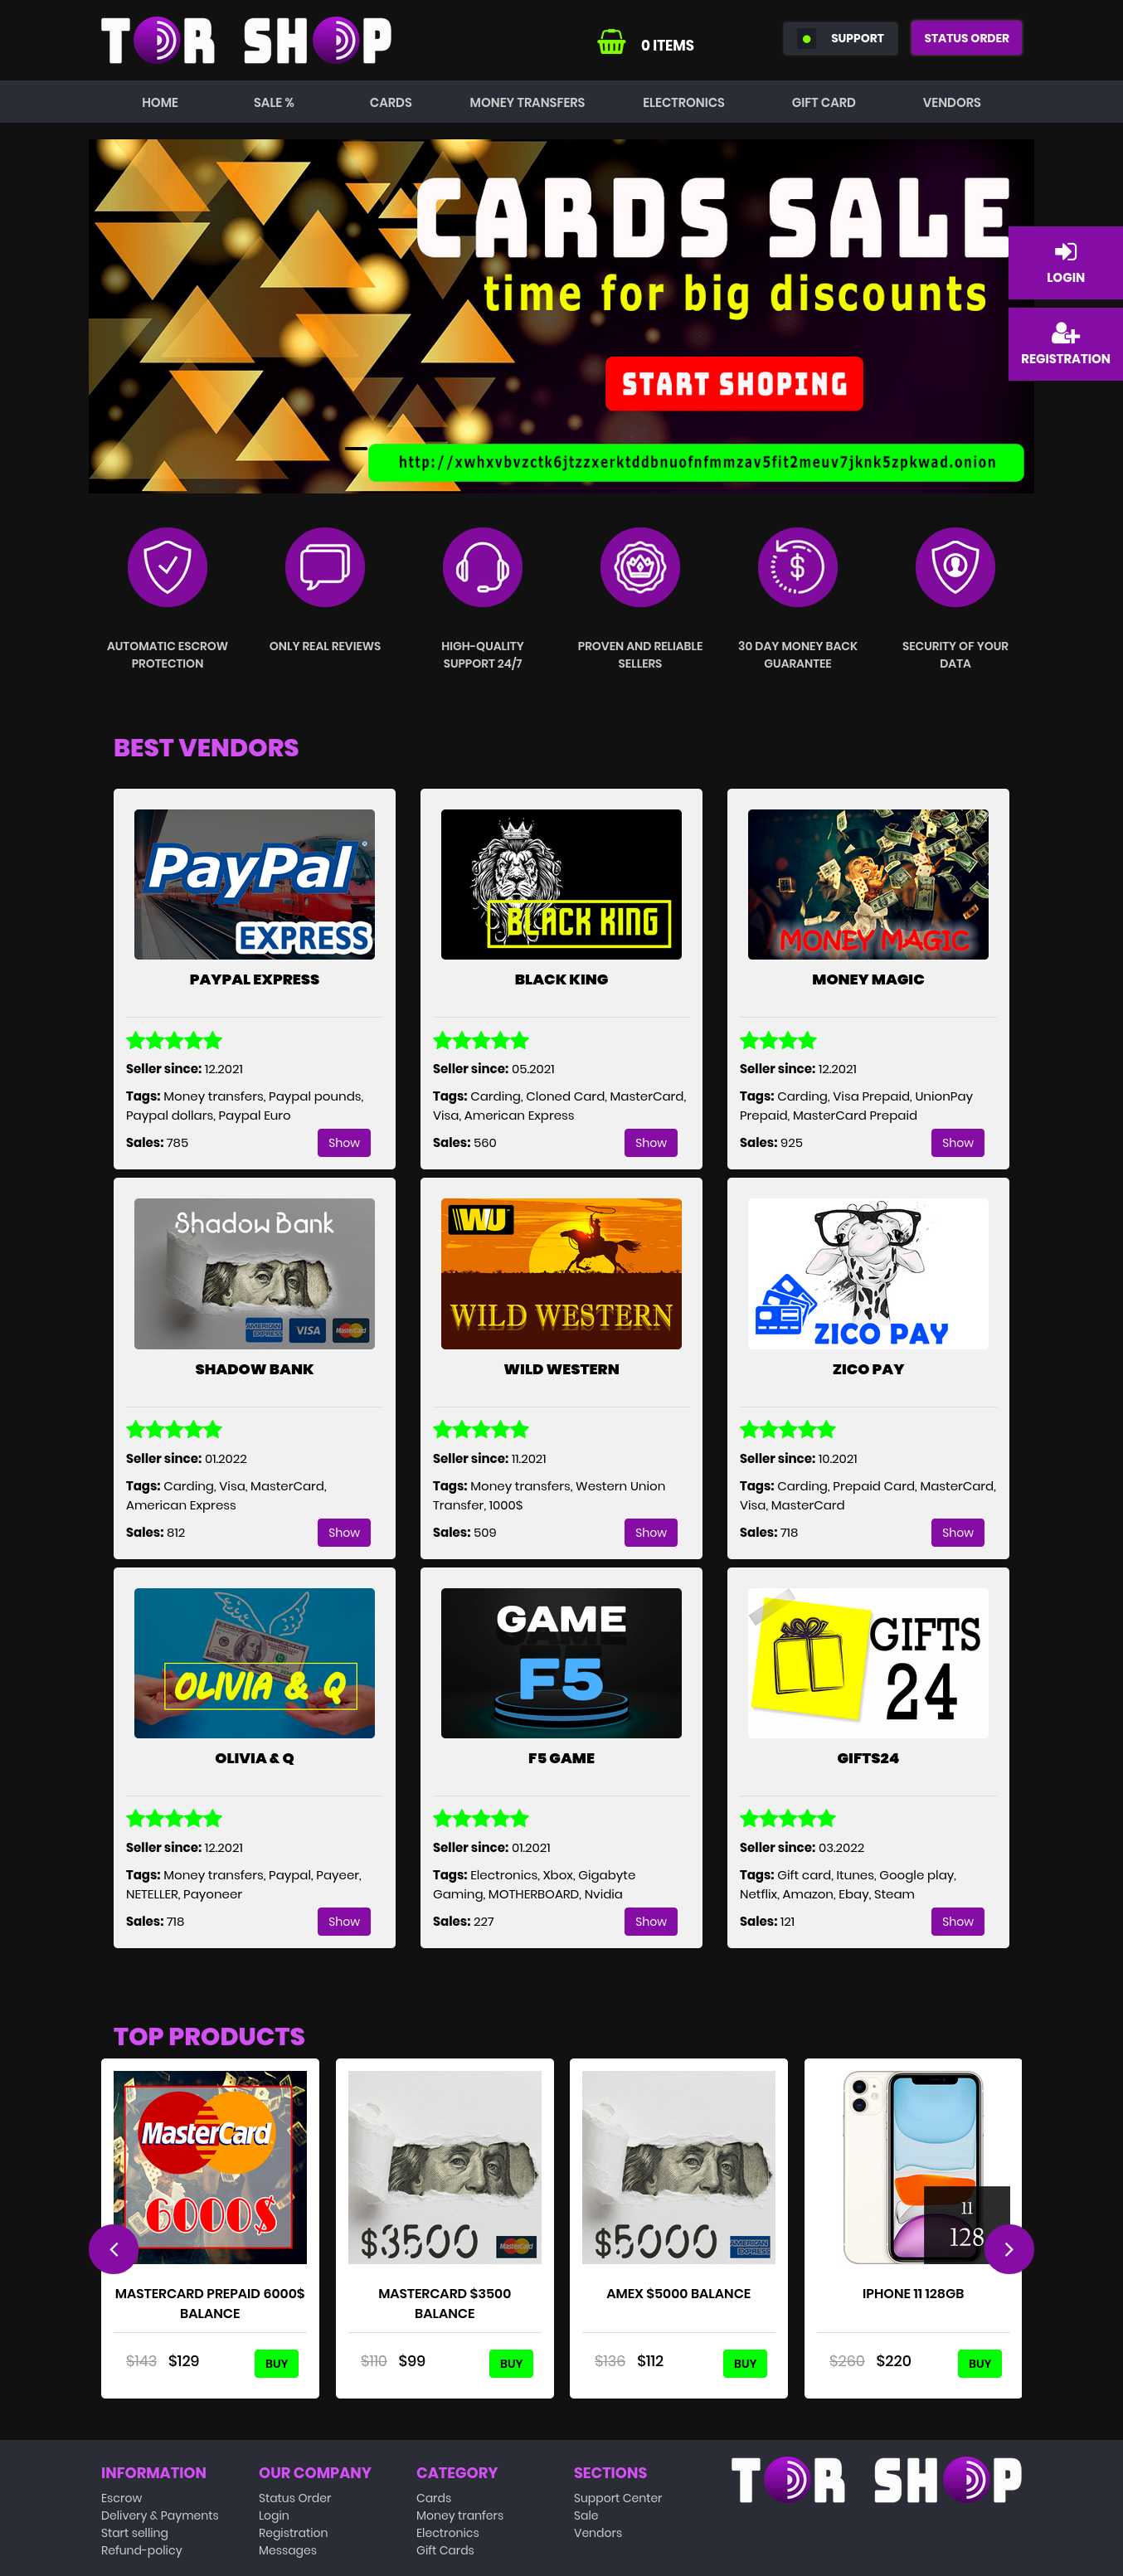 TOR SHOP
0 ITEMS
SUPPORT
STATUS ORDER
HOME SALE % CARDS MONEY TRANSFERS ELECTRONICS GIFT CARD VENDORS
CARDS SALE
time for big discounts
LOGIN
REGISTRATION
START SHOPING
http://xwhxvbvzctk6jtzzxerktddbnuofnfmmzav5fit2meuv7jknk5zpkwad.onion
AUTOMATIC ESCROW
PROTECTION
ONLY REAL REVIEWS
HIGH-QUALITY
SUPPORT 24/7
PROVEN AND RELIABLE
SELLERS
30 DAY MONEY BACK
GUARANTEE
SECURITY OF YOUR
DATA
BEST VENDORS
PayPal
EXPRESS
PAYPAL EXPRESS
Seller since: 12.2021
Tags: Money transfers, Paypal pounds,
Paypal dollars, Paypal Euro
Sales: 785
Show
BLACK KING
BLACK KING
Seller since: 05.2021
Tags: Carding, Cloned Card, MasterCard,
Visa, American Express
Sales: 560
Show
MONEY MAGIC
MONEY MAGIC
Seller since: 12.2021
Tags: Carding, Visa Prepaid, UnionPay
Prepaid, MasterCard Prepaid
Sales: 925
Show
Shadow Bank
AMERICAN EXPRESS
VISA
MasterCard
SHADOW BANK
Seller since: 01.2022
Tags: Carding, Visa, MasterCard,
American Express
Sales: 812
Show
WU
WILD WESTERN
WILD WESTERN
Seller since: 11.2021
Tags: Money transfers, Western Union
Transfer, 1000$
Sales: 509
Show
ZICO PAY
ZICO PAY
Seller since: 10.2021
Tags: Carding, Prepaid Card, MasterCard,
Visa, MasterCard
Sales: 718
Show
OLIVIA & Q
OLIVIA & Q
Seller since: 12.2021
Tags: Money transfers, Paypal, Payeer,
NETELLER, Payoneer
Sales: 718
Show
GAME
F5
F5 GAME
Seller since: 01.2021
Tags: Electronics, Xbox, Gigabyte
Gaming, MOTHERBOARD, Nvidia
Sales: 227
Show
GIFTS
24
GIFTS24
Seller since: 03.2022
Tags: Gift card, Itunes, Google play,
Netflix, Amazon, Ebay, Steam
Sales: 121
Show
TOP PRODUCTS
MasterCard
6000$
MASTERCARD PREPAID 6000$
BALANCE
$143 $129
BUY
$3500
MasterCard
MASTERCARD $3500
BALANCE
$110 $99
BUY
$5000
AMERICAN EXPRESS
AMEX $5000 BALANCE
$136 $112
BUY
11
128
IPHONE 11 128GB
$260 $220
BUY
INFORMATION
Escrow
Delivery & Payments
Start selling
Refund-policy
OUR COMPANY
Status Order
Login
Registration
Messages
CATEGORY
Cards
Money tranfers
Electronics
Gift Cards
SECTIONS
Support Center
Sale
Vendors
TOR SHOP